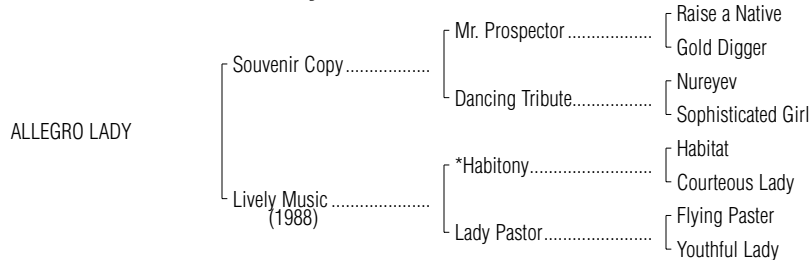 Raise a Native
Mr. Prospector ..................
Gold Digger
Souvenir Copy ..................
Nureyev
Dancing Tribute.................
Sophisticated Girl
ALLEGRO LADY
Habitat
*Habitony..........................
Courteous Lady
Lively Music .....................
(1988)
Flying Paster
Lady Pastor.......................
Youthful Lady